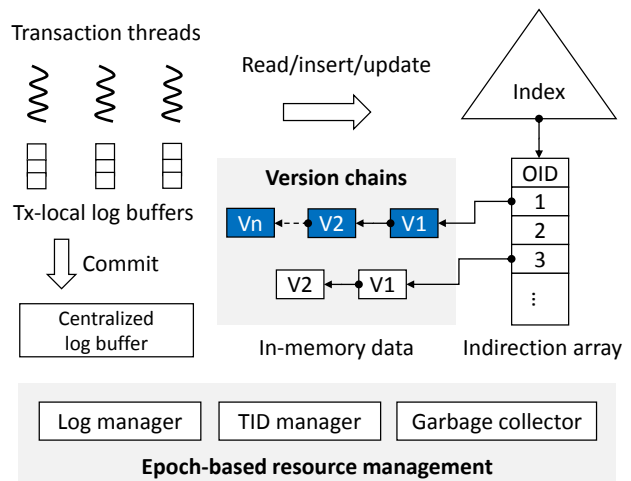 Transaction threads
Read/insert/update
Index
Version chains
OID
Vn
V2
V1
1
2
3
V2
V1
⋮
Tx-local log buffers
Commit
Centralized
log buffer
In-memory data
Indirection array
Log manager
TID manager
Garbage collector
Epoch-based resource management